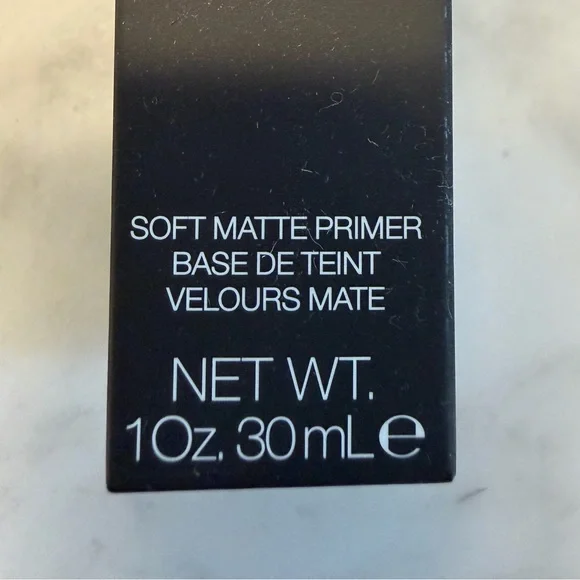 SOFT MATTE PRIMER
BASE DE TEINT
VELOURS MATE
NET WT.
1Oz. 30mL℮